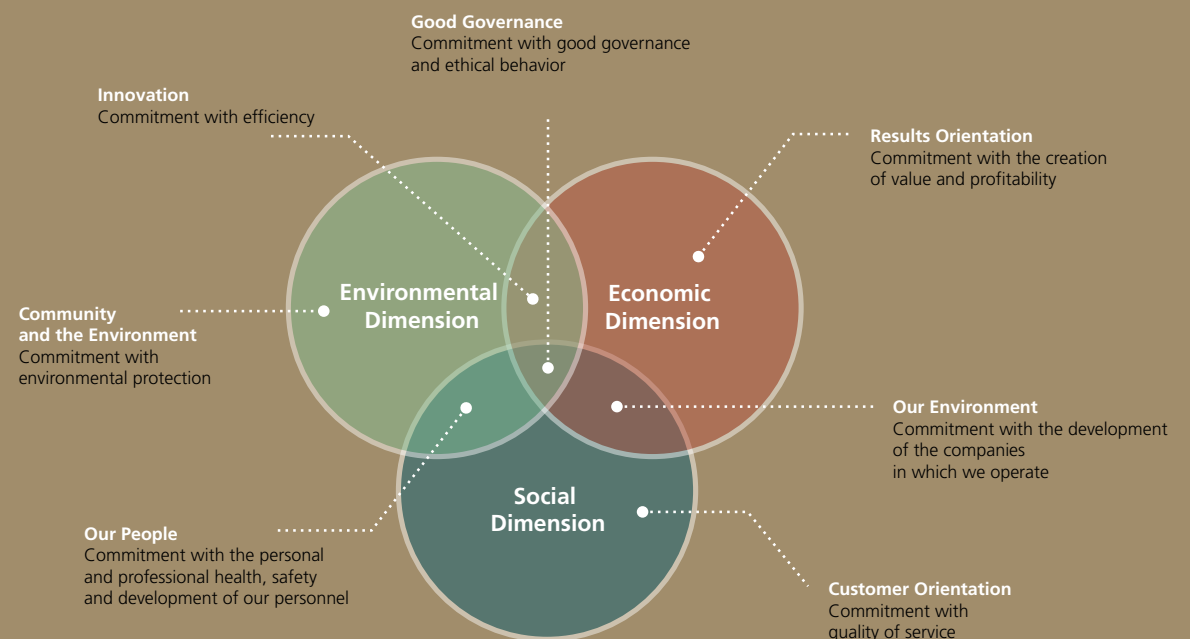 Good Governance
Commitment with good governance
and ethical behavior
Innovation
Commitment with efficiency
Results Orientation
Commitment with the creation
of value and profitability
Environmental
Dimension
Economic
Dimension
Community
and the Environment
Commitment with
environmental protection
Our Environment
Commitment with the development
of the companies
in which we operate
Social
Dimension
Our People
Commitment with the personal
and professional health, safety
and development of our personnel
Customer Orientation
Commitment with
quality of service